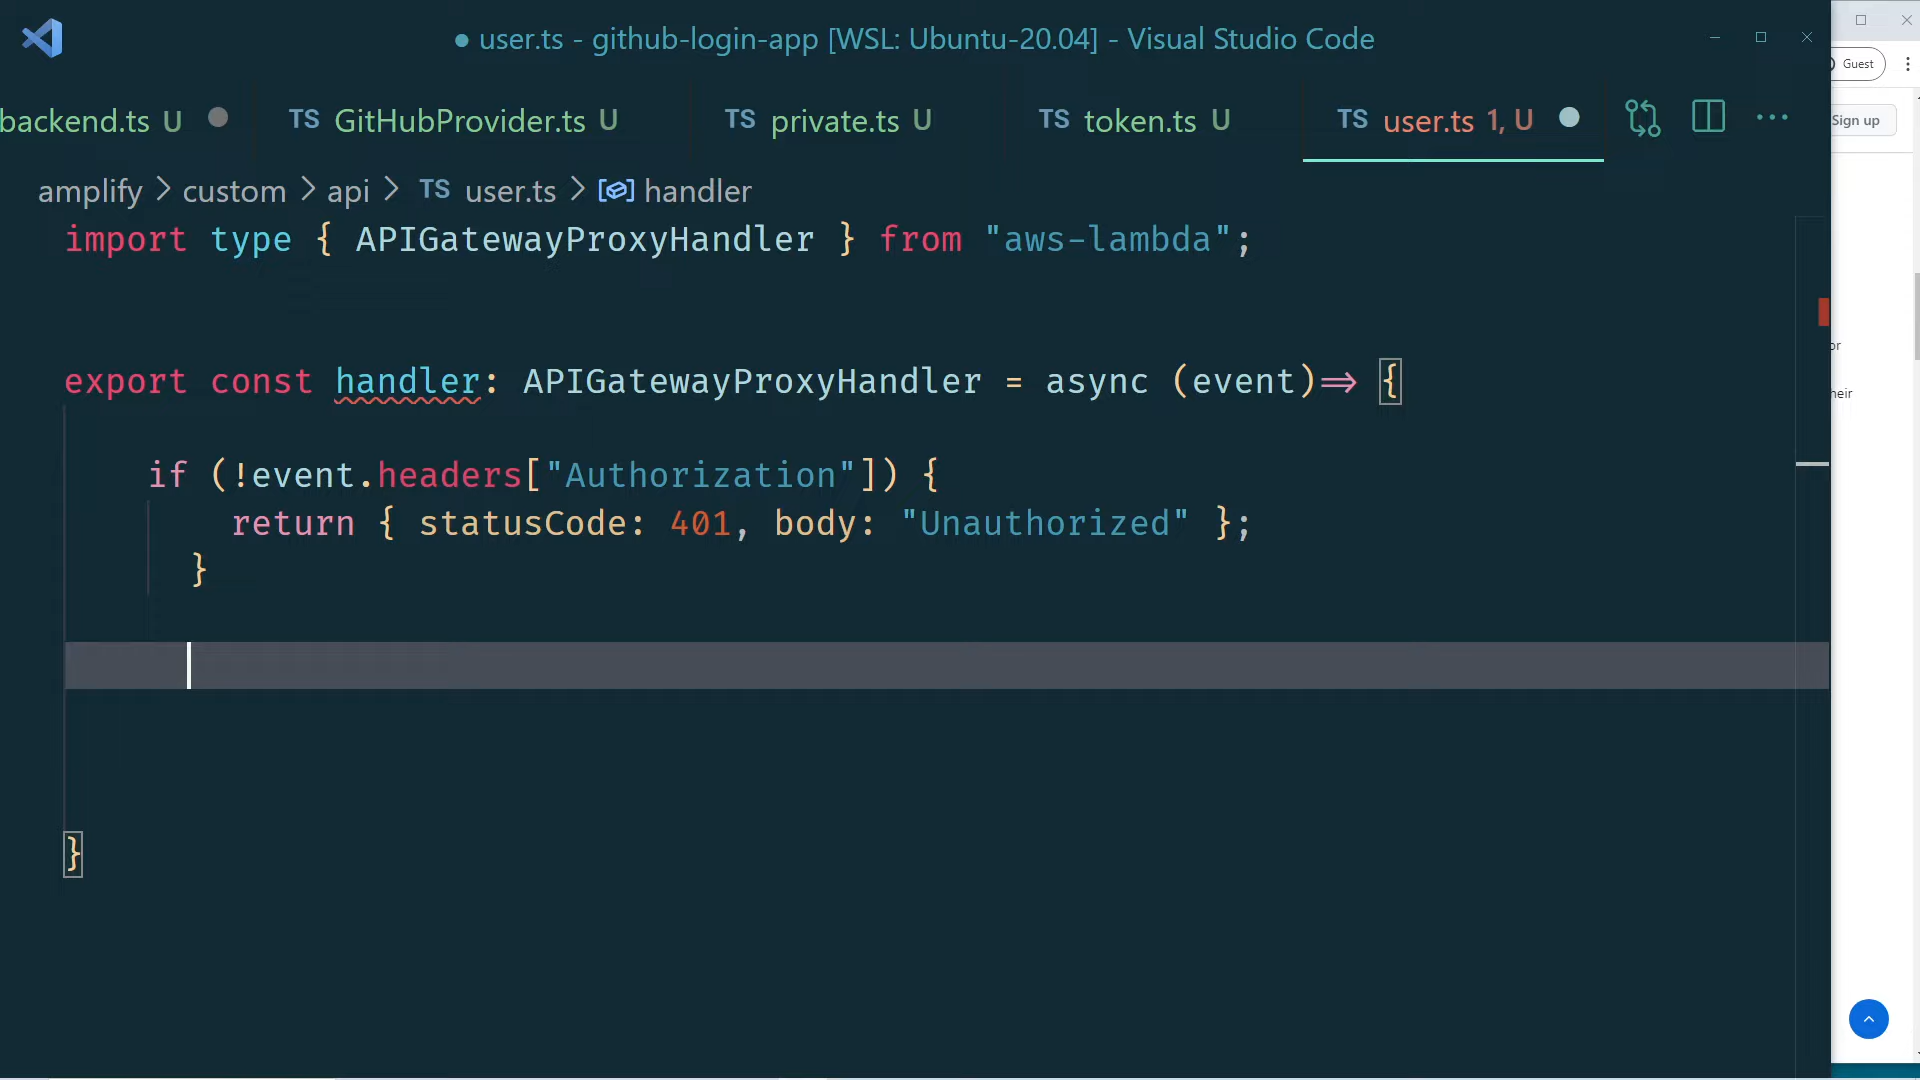 ● user.ts - github-login-app [WSL: Ubuntu-20.04] - Visual Studio Code
Guest
backend.ts U
TS GitHubProvider.ts U
TS private.ts U
TS token.ts U
TS user.ts 1, U
Sign up
amplify > custom > api > TS user.ts > handler
import type { APIGatewayProxyHandler } from "aws-lambda";
or
export const handler: APIGatewayProxyHandler = async (event)=> {
heir
if (!event.headers["Authorization"]) {
return { statusCode: 401, body: "Unauthorized" };
}
}